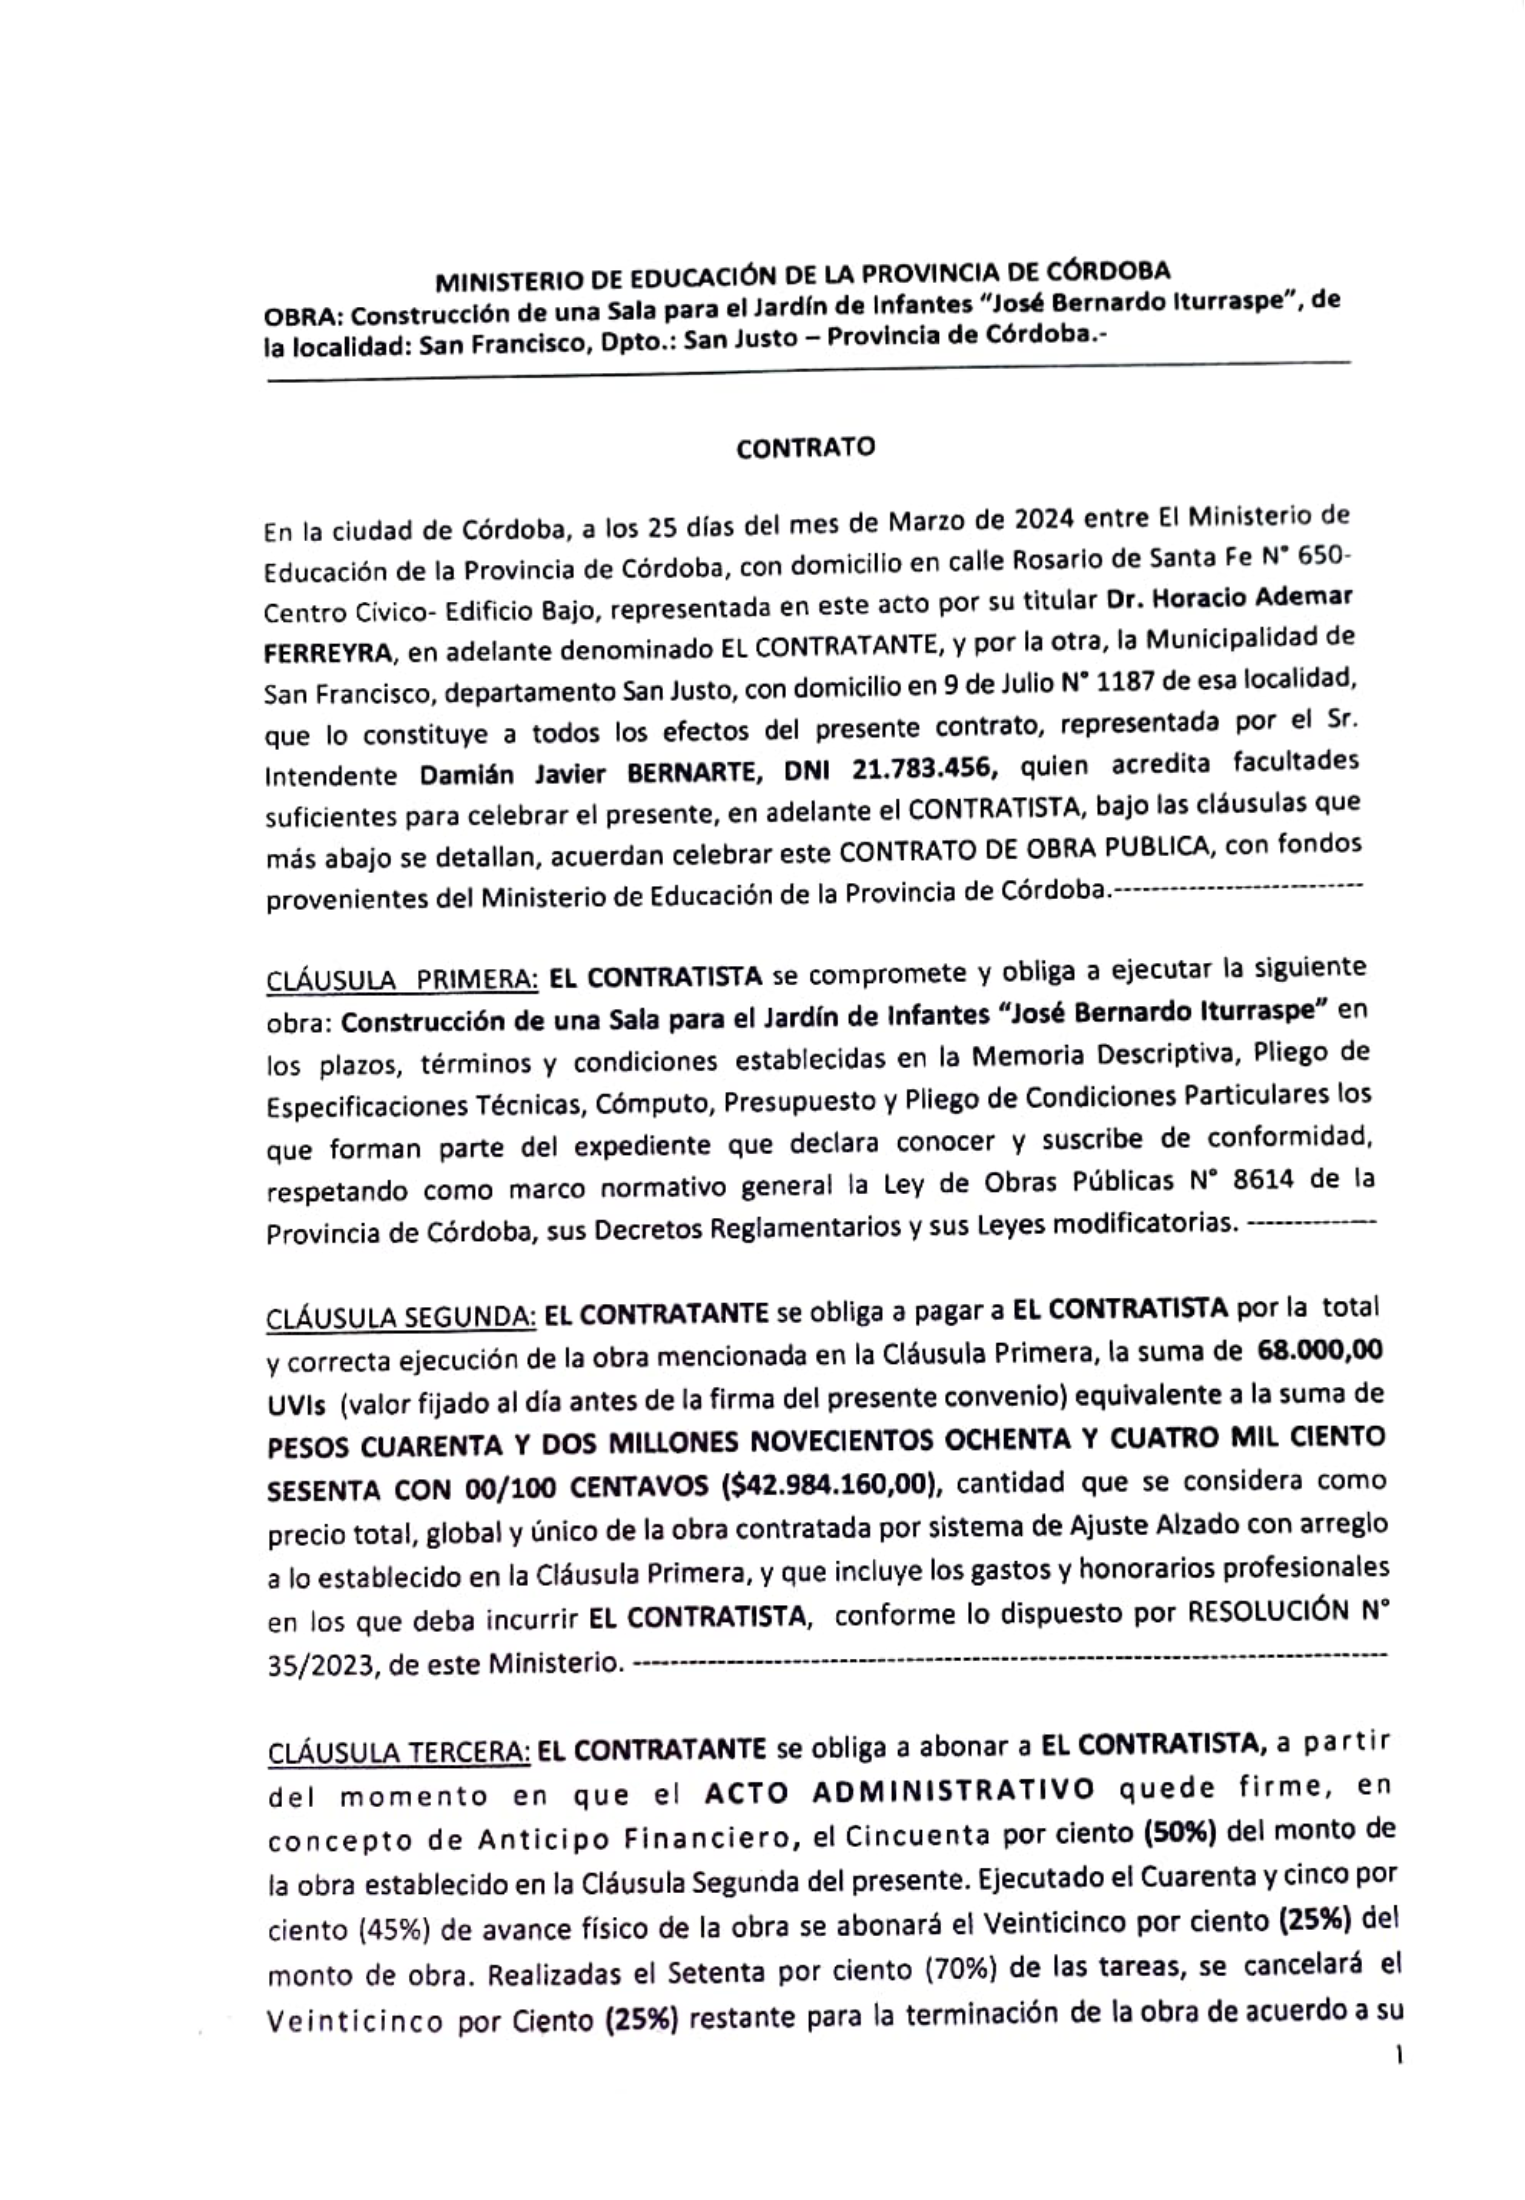 MINISTERIO DE EDUCACIÓN DE LA PROVINCIA DE CÓRDOBA
OBRA: Construcción de una Sala para el Jardín de Infantes “José Bernardo Iturraspe”, de
la localidad: San Francisco, Dpto.: San Justo – Provincia de Córdoba.-
CONTRATO
En la ciudad de Córdoba, a los 25 días del mes de Marzo de 2024 entre El Ministerio de
Educación de la Provincia de Córdoba, con domicilio en calle Rosario de Santa Fe N° 650-
Centro Cívico- Edificio Bajo, representada en este acto por su titular Dr. Horacio Ademar
FERREYRA, en adelante denominado EL CONTRATANTE, y por la otra, la Municipalidad de
San Francisco, departamento San Justo, con domicilio en 9 de Julio N° 1187 de esa localidad,
que lo constituye a todos los efectos del presente contrato, representada por el Sr.
Intendente Damián Javier BERNARTE, DNI 21.783.456, quien acredita facultades
suficientes para celebrar el presente, en adelante el CONTRATISTA, bajo las cláusulas que
más abajo se detallan, acuerdan celebrar este CONTRATO DE OBRA PUBLICA, con fondos
provenientes del Ministerio de Educación de la Provincia de Córdoba.---------------------------
CLÁUSULA PRIMERA: EL CONTRATISTA se compromete y obliga a ejecutar la siguiente
obra: Construcción de una Sala para el Jardín de Infantes “José Bernardo Iturraspe” en
los plazos, términos y condiciones establecidas en la Memoria Descriptiva, Pliego de
Especificaciones Técnicas, Cómputo, Presupuesto y Pliego de Condiciones Particulares los
que forman parte del expediente que declara conocer y suscribe de conformidad,
respetando como marco normativo general la Ley de Obras Públicas N° 8614 de la
Provincia de Córdoba, sus Decretos Reglamentarios y sus Leyes modificatorias. --------------
CLÁUSULA SEGUNDA: EL CONTRATANTE se obliga a pagar a EL CONTRATISTA por la total
y correcta ejecución de la obra mencionada en la Cláusula Primera, la suma de 68.000,00
UVIs (valor fijado al día antes de la firma del presente convenio) equivalente a la suma de
PESOS CUARENTA Y DOS MILLONES NOVECIENTOS OCHENTA Y CUATRO MIL CIENTO
SESENTA CON 00/100 CENTAVOS ($42.984.160,00), cantidad que se considera como
precio total, global y único de la obra contratada por sistema de Ajuste Alzado con arreglo
a lo establecido en la Cláusula Primera, y que incluye los gastos y honorarios profesionales
en los que deba incurrir EL CONTRATISTA, conforme lo dispuesto por RESOLUCIÓN N°
35/2023, de este Ministerio. --------------------------------------------------------------------------------
CLÁUSULA TERCERA: EL CONTRATANTE se obliga a abonar a EL CONTRATISTA, a partir
del momento en que el ACTO ADMINISTRATIVO quede firme, en
concepto de Anticipo Financiero, el Cincuenta por ciento (50%) del monto de
la obra establecido en la Cláusula Segunda del presente. Ejecutado el Cuarenta y cinco por
ciento (45%) de avance físico de la obra se abonará el Veinticinco por ciento (25%) del
monto de obra. Realizadas el Setenta por ciento (70%) de las tareas, se cancelará el
Veinticinco por Ciento (25%) restante para la terminación de la obra de acuerdo a su
1